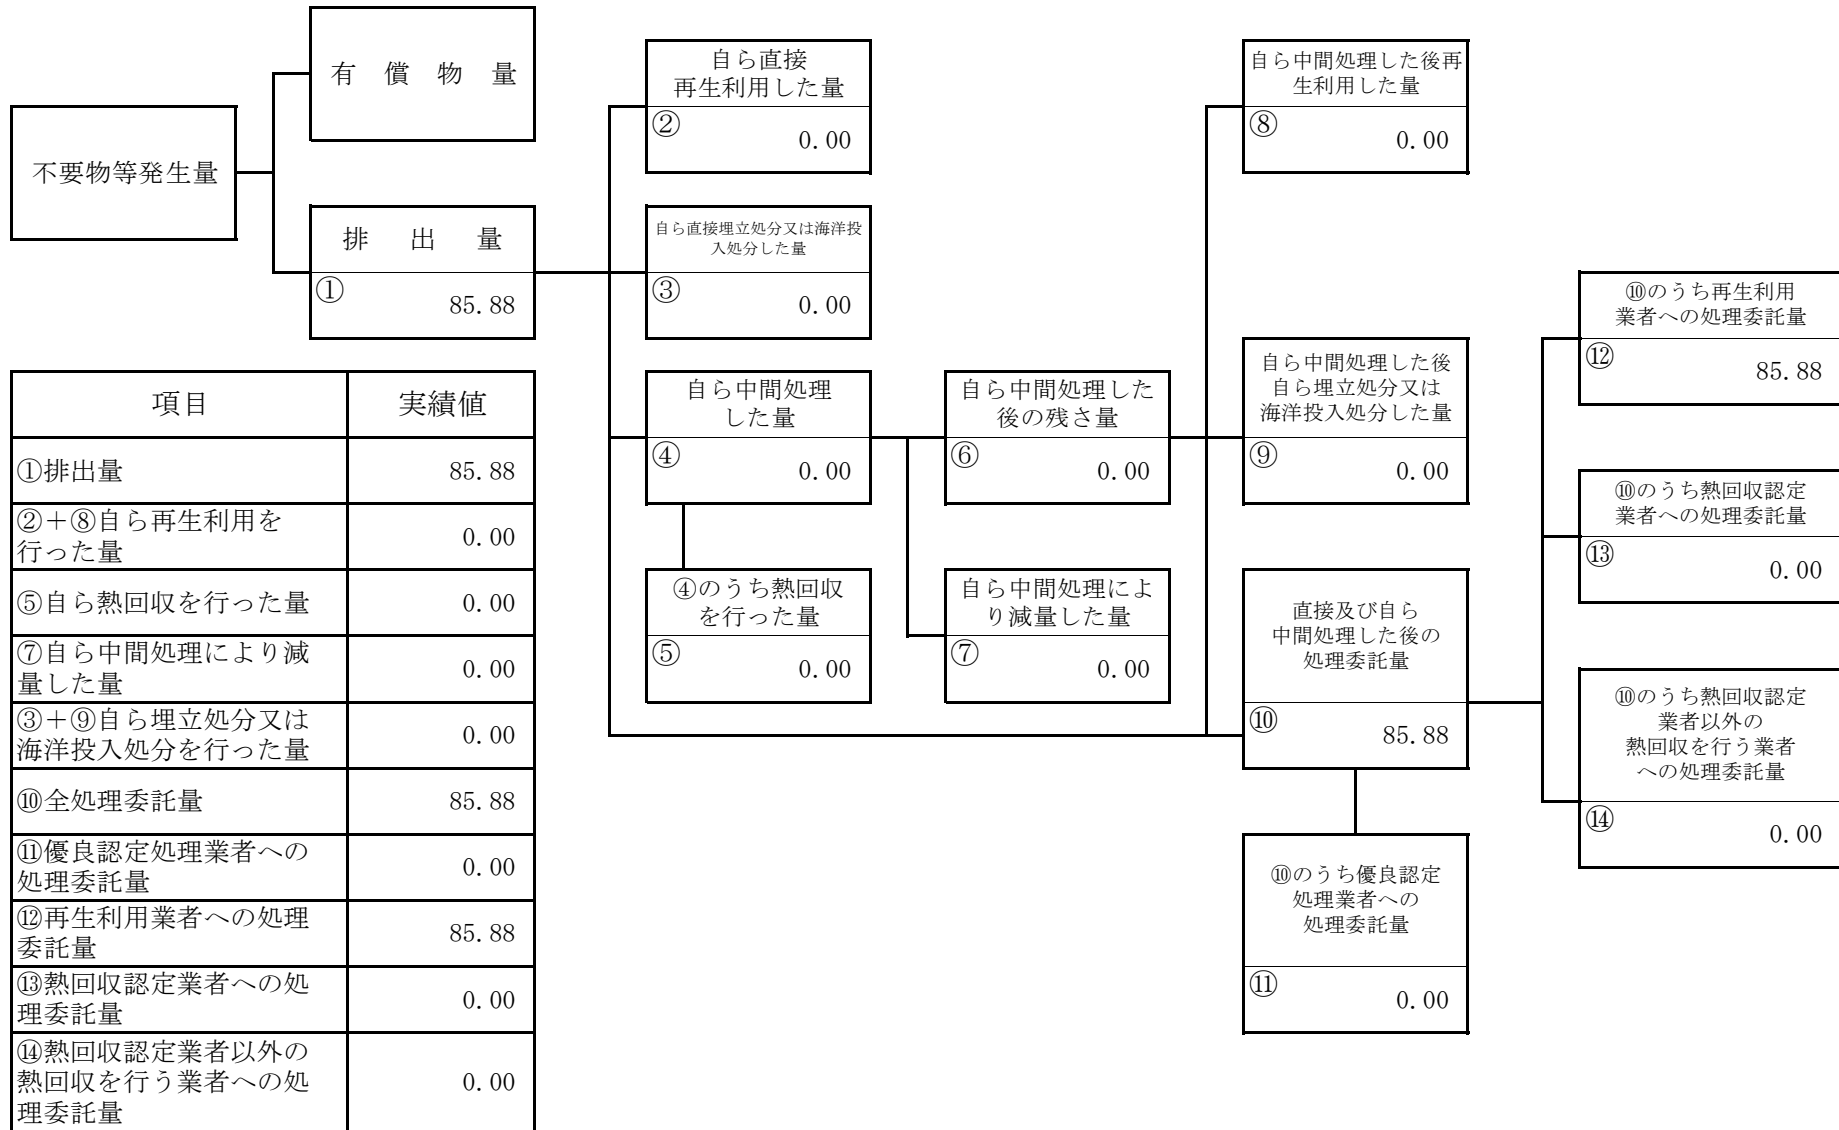 有償物量
不要物等発生量
排出量
①
85.88
自ら直接
再生利用した量
②
0.00
自ら直接埋立処分又は海洋投
入処分した量
③
0.00
自ら中間処理
した量
④
0.00
④のうち熱回収
を行った量
⑤
0.00
自ら中間処理した
後の残さ量
⑥
0.00
自ら中間処理によ
り減量した量
⑦
0.00
自ら中間処理した後再
生利用した量
⑧
0.00
自ら中間処理した後
自ら埋立処分又は
海洋投入処分した量
⑨
0.00
直接及び自ら
中間処理した後の
処理委託量
⑩
85.88
⑩のうち優良認定
処理業者への
処理委託量
⑪
0.00
⑩のうち再生利用
業者への処理委託量
⑫
85.88
⑩のうち熱回収認定
業者への処理委託量
⑬
0.00
⑩のうち熱回収認定
業者以外の
熱回収を行う業者
への処理委託量
⑭
0.00
項目 実績値
①排出量 85.88
②＋⑧自ら再生利用を
行った量 0.00
⑤自ら熱回収を行った量 0.00
⑦自ら中間処理により減
量した量 0.00
③＋⑨自ら埋立処分又は
海洋投入処分を行った量 0.00
⑩全処理委託量 85.88
⑪優良認定処理業者への
処理委託量 0.00
⑫再生利用業者への処理
委託量 85.88
⑬熱回収認定業者への処
理委託量 0.00
⑭熱回収認定業者以外の
熱回収を行う業者への処
理委託量 0.00